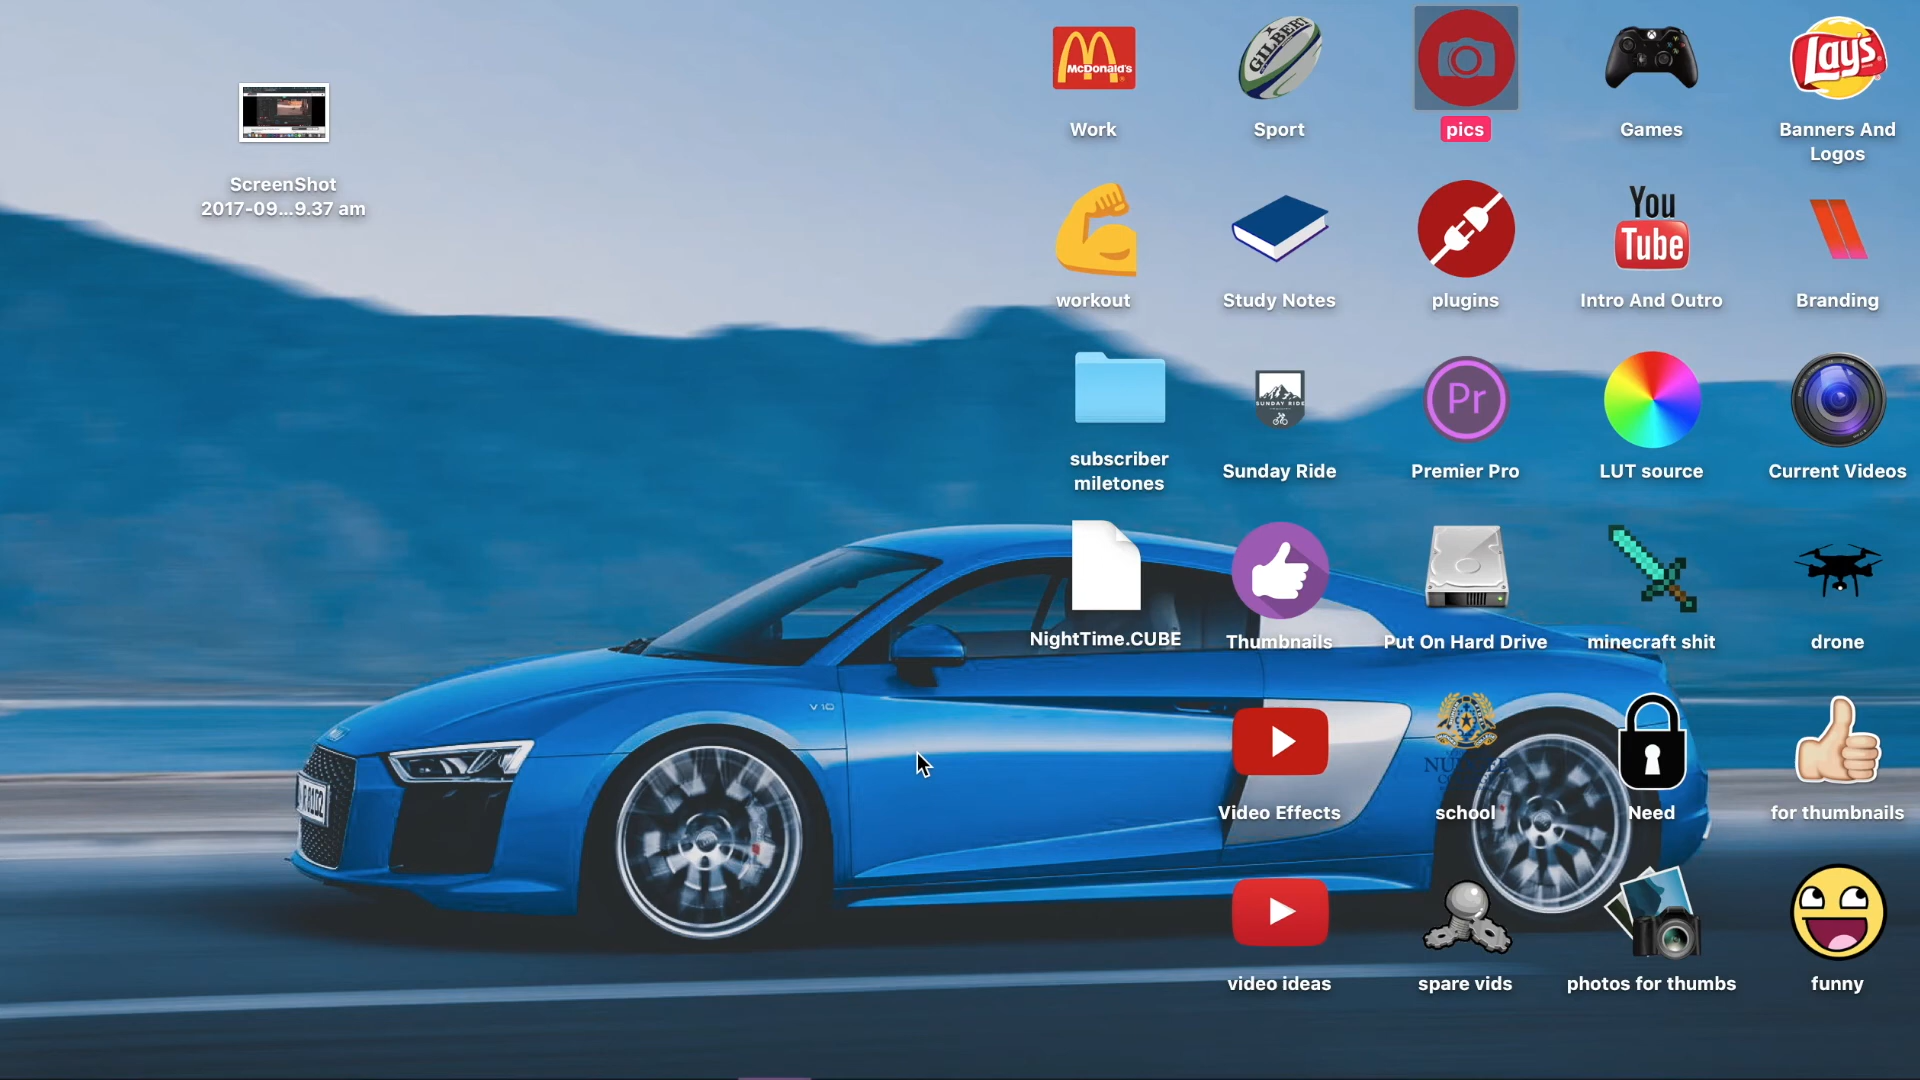 McDonald's
GILBERT
Lay's
Work
Sport
pics
Games
Banners And
Logos
ScreenShot
2017-09...9.37 am
You
Tube
workout
Study Notes
plugins
Intro And Outro
Branding
SUNDAY RIDE
Pr
subscriber
miletones
Sunday Ride
Premier Pro
LUT source
Current Videos
NightTime.CUBE
Thumbnails
Put On Hard Drive
minecraft shit
drone
V10
Video Effects
school
Need
for thumbnails
video ideas
spare vids
photos for thumbs
funny